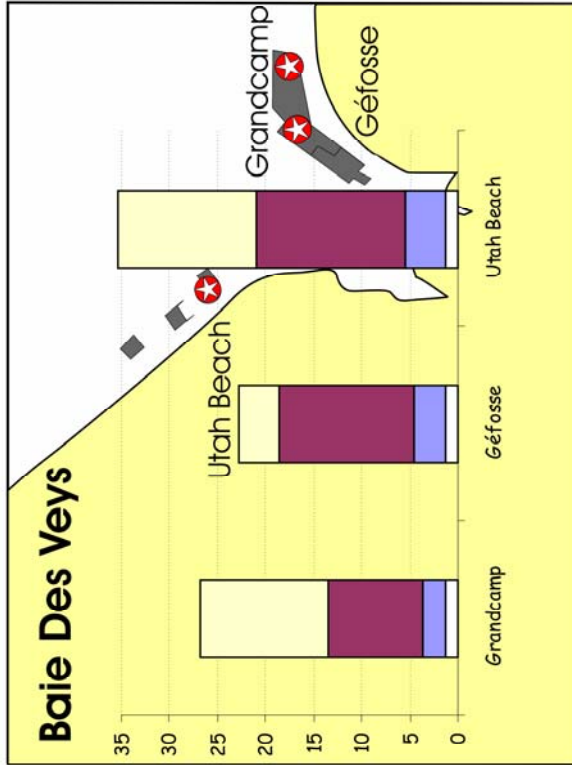 Baie Des Veys
Grandcamp
Géfosse
Utah Beach
35
30
25
20
15
10
5
0
Grandcamp
Géfosse
Utah Beach